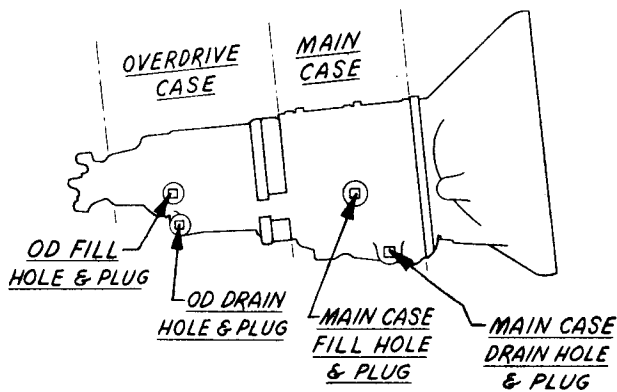 OVERDRIVE
CASE
MAIN
CASE
OD FILL
HOLE & PLUG
OD DRAIN
HOLE & PLUG
MAIN CASE
FILL HOLE
& PLUG
MAIN CASE
DRAIN HOLE
& PLUG